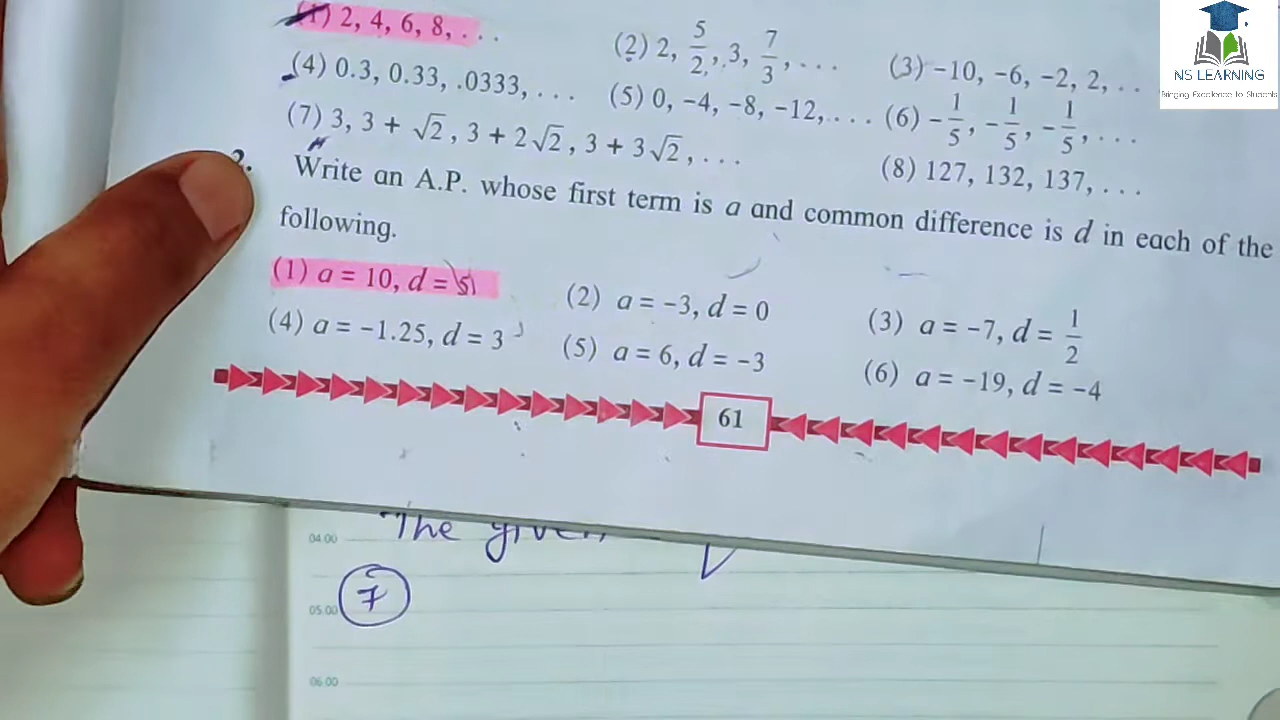 (1) 2, 4, 6, 8, . . .
(2) 2, 5/2, 3, 7/3, . . .
(3) −10, −6, −2, 2, . .
(4) 0.3, 0.33, .0333, . . .
(5) 0, −4, −8, −12, . . .
(6) −1/5, −1/5, −1/5, . . .
(7) 3, 3 + √2, 3 + 2√2, 3 + 3√2, . . .
(8) 127, 132, 137, . . .
2. Write an A.P. whose first term is a and common difference is d in each of the
following.
(1) a = 10, d = 5
(2) a = −3, d = 0
(3) a = −7, d = 1/2
(4) a = −1.25, d = 3
(5) a = 6, d = −3
(6) a = −19, d = −4
61
NS LEARNING
Bringing Excellence to Students
04.00
The given
05.00
7
06.00